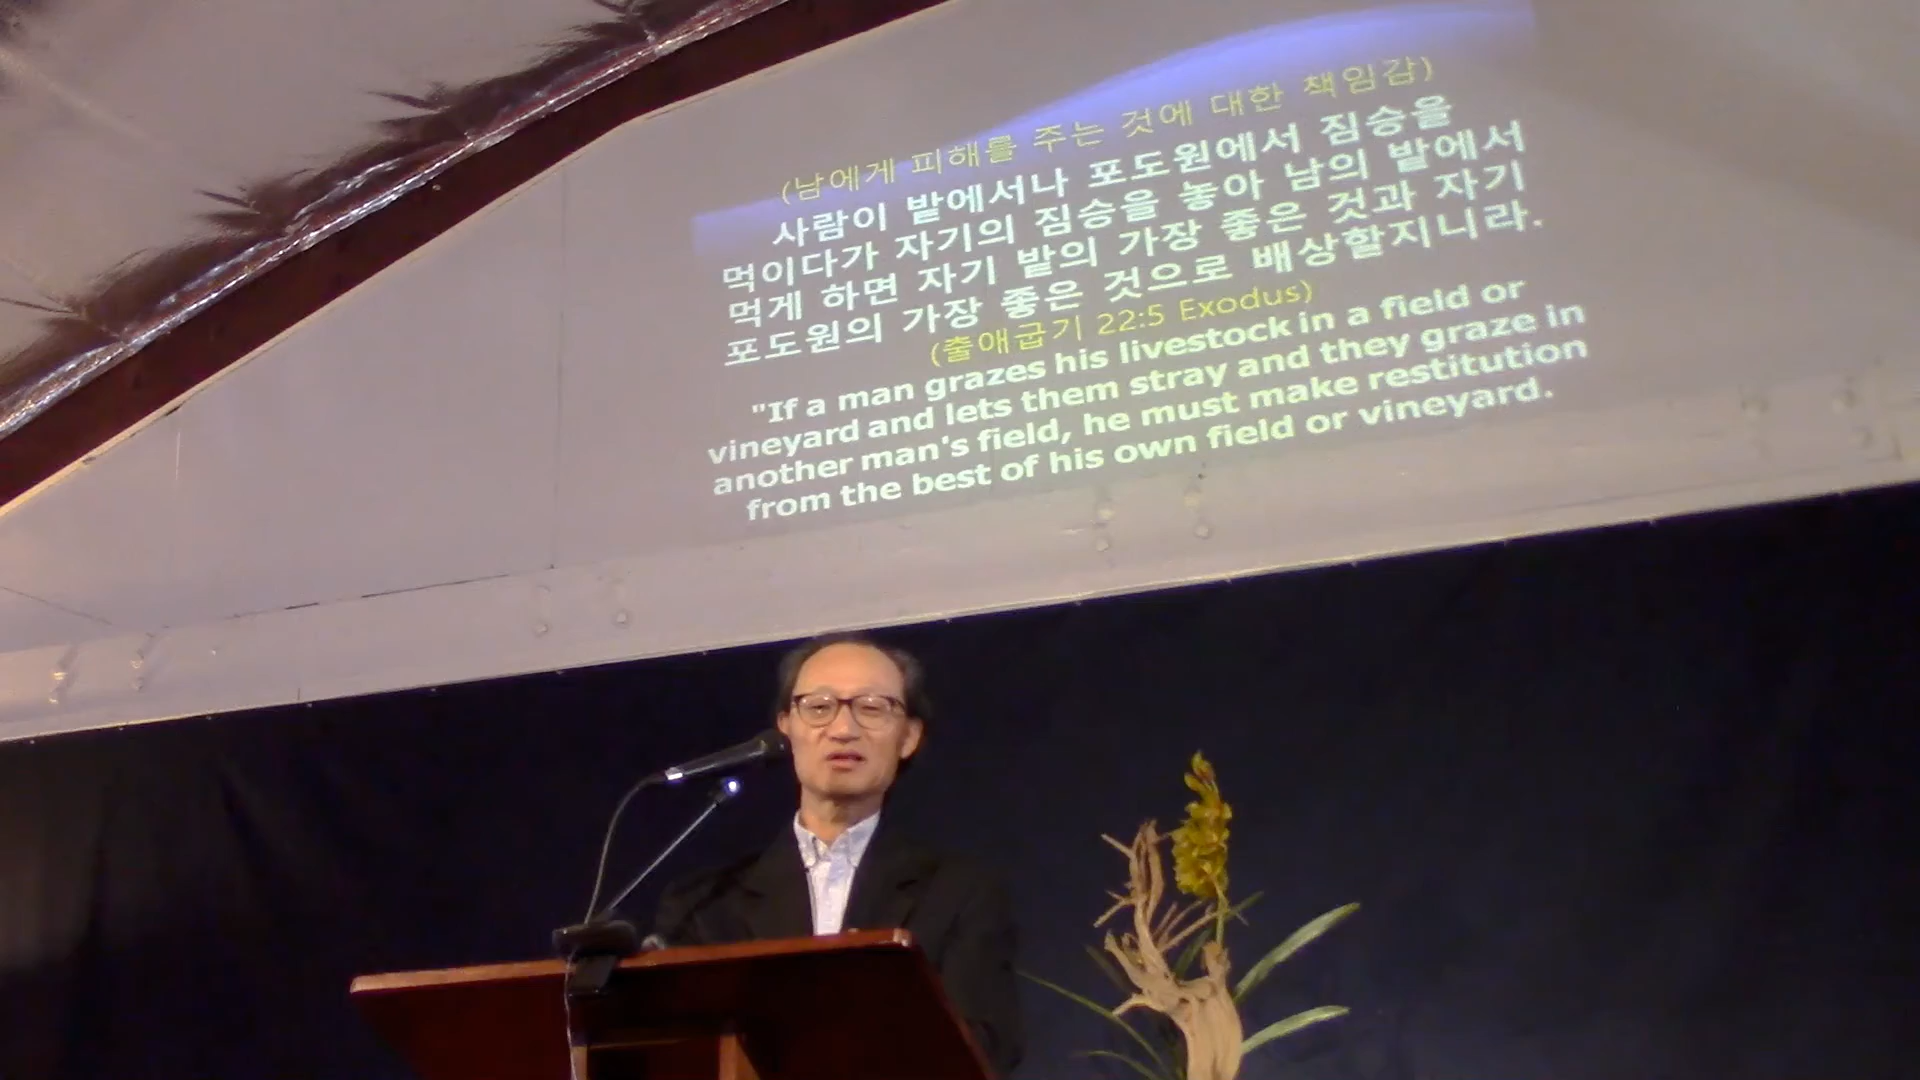 (남에게 피해를 주는 것에 대한 책임감)
사람이 밭에서나 포도원에서 짐승을
먹이다가 자기의 짐승을 놓아 남의 밭에서
먹게 하면 자기 밭의 가장 좋은 것과 자기
포도원의 가장 좋은 것으로 배상할지니라.
(출애굽기 22:5 Exodus)
"If a man grazes his livestock in a field or
vineyard and lets them stray and they graze in
another man's field, he must make restitution
from the best of his own field or vineyard.